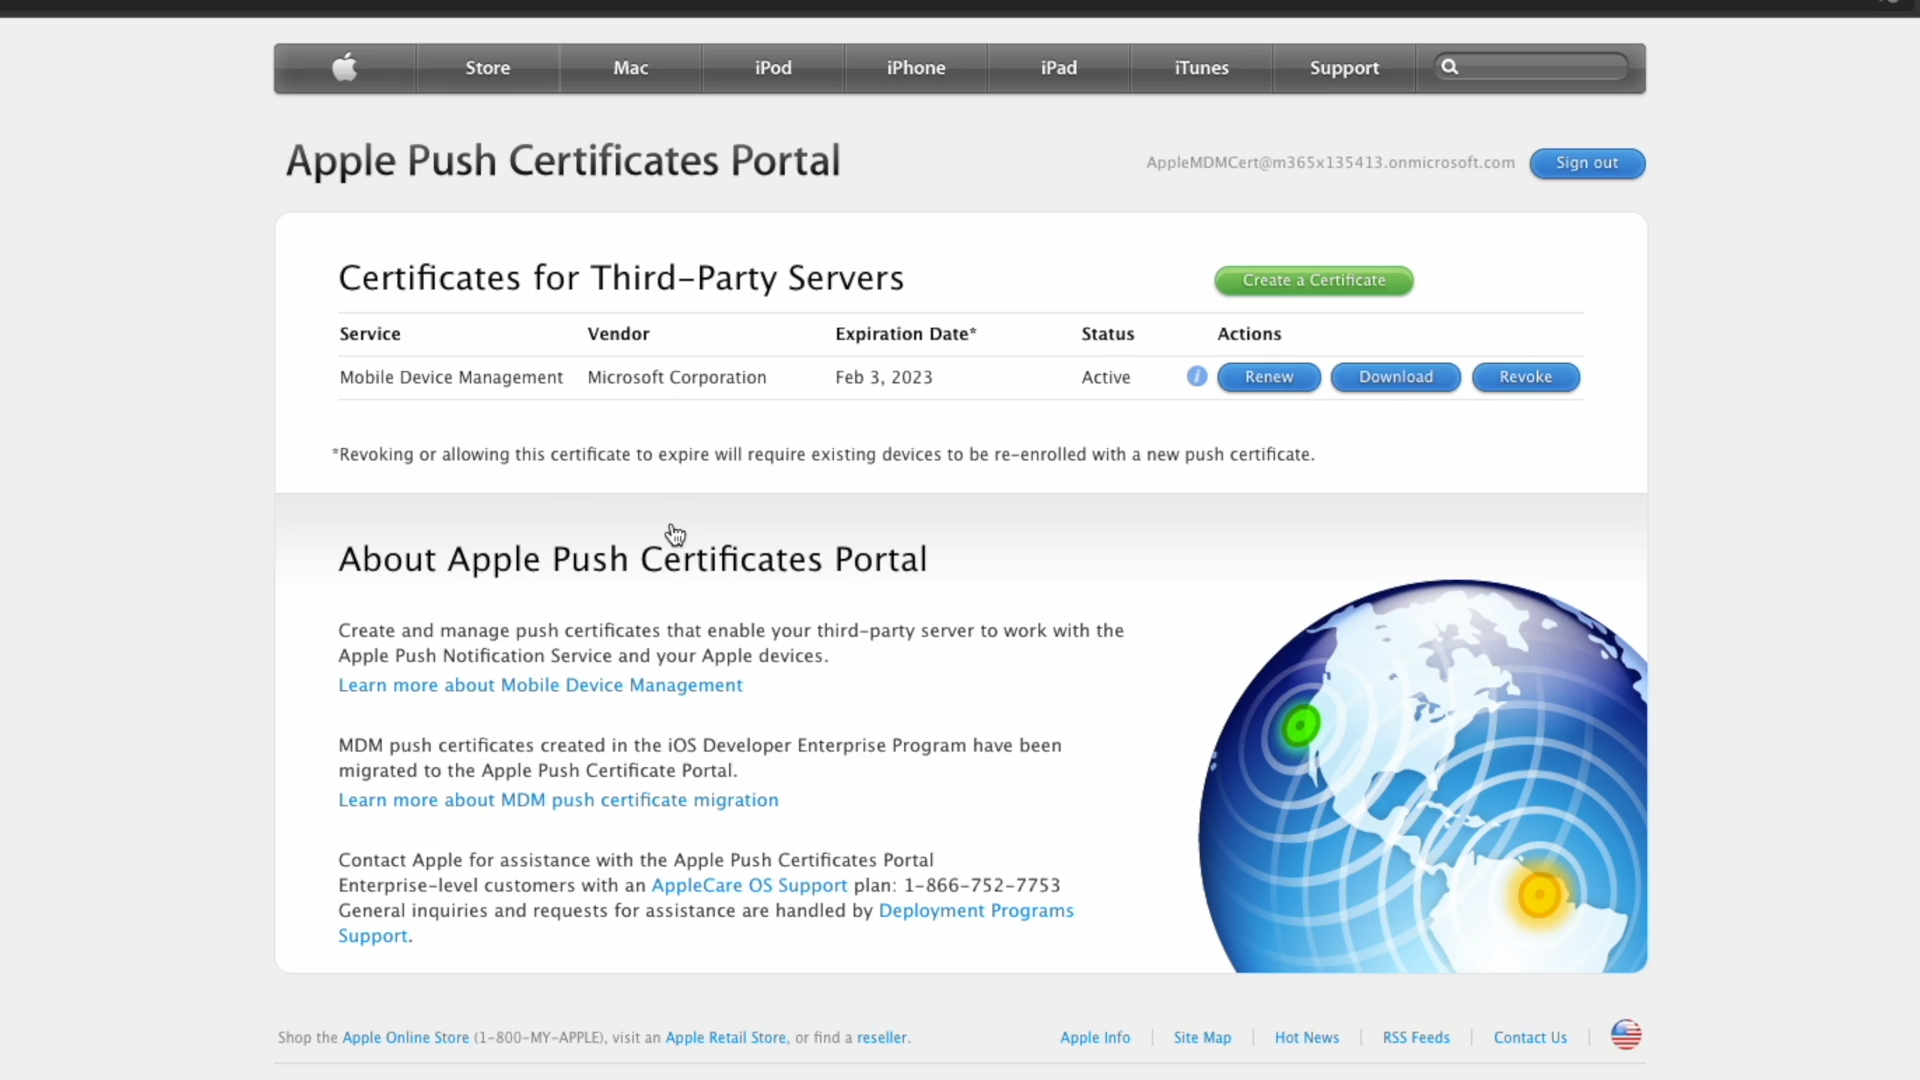 Store Mac iPod iPhone iPad iTunes Support
Apple Push Certificates Portal
AppleMDMCert@m365x135413.onmicrosoft.com Sign out
Certificates for Third-Party Servers Create a Certificate
Service Vendor Expiration Date* Status Actions
Mobile Device Management Microsoft Corporation Feb 3, 2023 Active i Renew Download Revoke
*Revoking or allowing this certificate to expire will require existing devices to be re-enrolled with a new push certificate.
About Apple Push Certificates Portal
Create and manage push certificates that enable your third-party server to work with the
Apple Push Notification Service and your Apple devices.
Learn more about Mobile Device Management
MDM push certificates created in the iOS Developer Enterprise Program have been
migrated to the Apple Push Certificate Portal.
Learn more about MDM push certificate migration
Contact Apple for assistance with the Apple Push Certificates Portal
Enterprise-level customers with an AppleCare OS Support plan: 1-866-752-7753
General inquiries and requests for assistance are handled by Deployment Programs
Support.
Shop the Apple Online Store (1-800-MY-APPLE), visit an Apple Retail Store, or find a reseller. Apple Info | Site Map | Hot News | RSS Feeds | Contact Us |